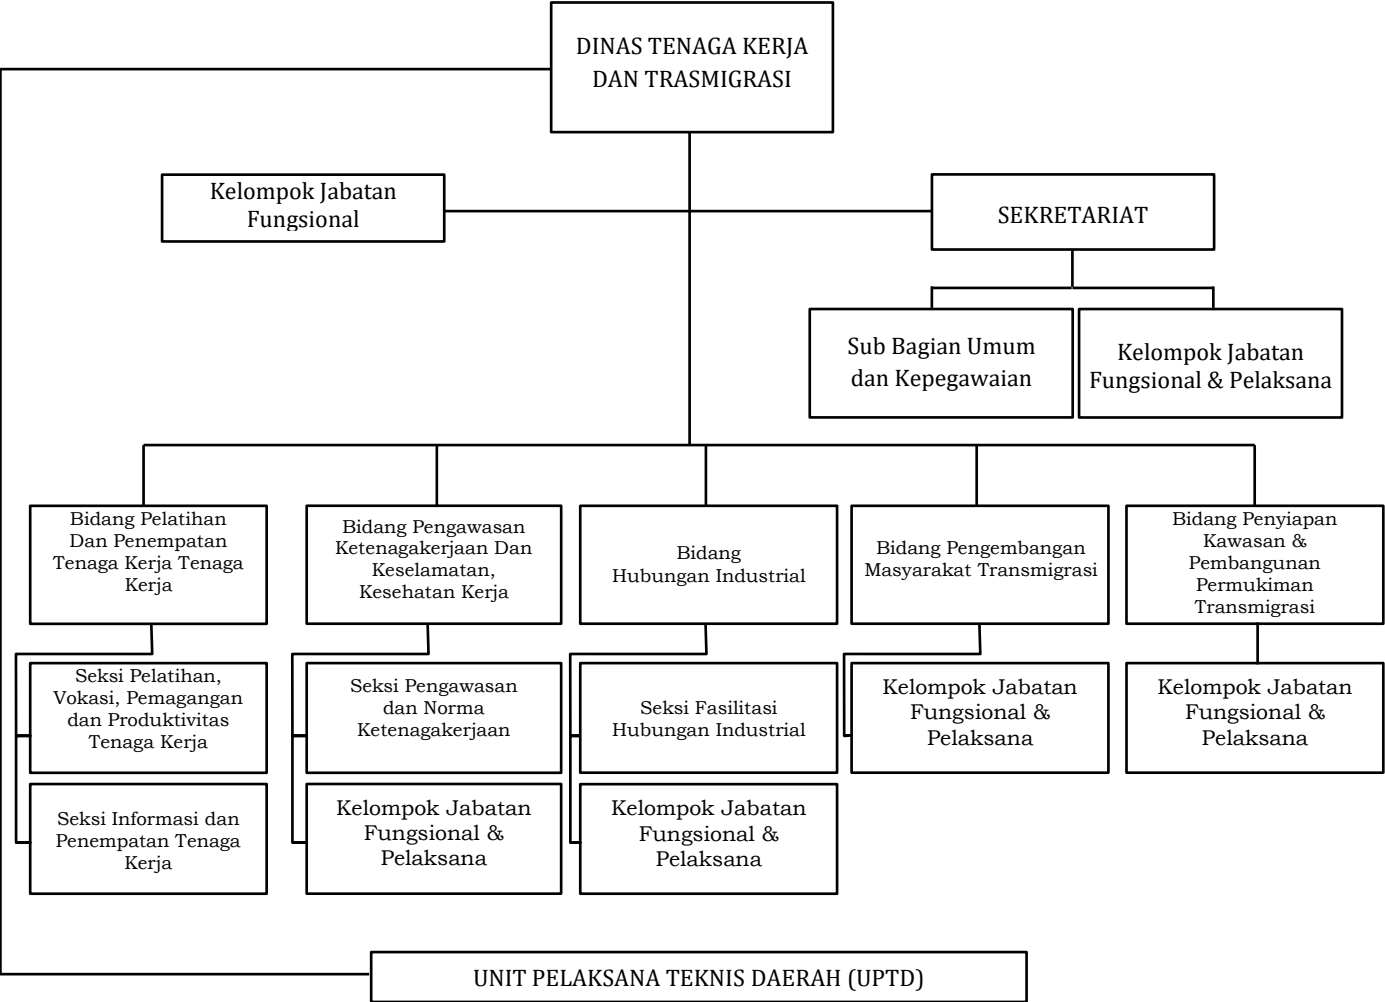 DINAS TENAGA KERJA
DAN TRASMIGRASI
Kelompok Jabatan
Fungsional
SEKRETARIAT
Sub Bagian Umum
dan Kepegawaian
Kelompok Jabatan
Fungsional & Pelaksana
Bidang Pelatihan
Dan Penempatan
Tenaga Kerja Tenaga
Kerja
Bidang Pengawasan
Ketenagakerjaan Dan
Keselamatan,
Kesehatan Kerja
Bidang
Hubungan Industrial
Bidang Pengembangan
Masyarakat Transmigrasi
Bidang Penyiapan
Kawasan &
Pembangunan
Permukiman
Transmigrasi
Seksi Pelatihan,
Vokasi, Pemagangan
dan Produktivitas
Tenaga Kerja
Seksi Pengawasan
dan Norma
Ketenagakerjaan
Seksi Fasilitasi
Hubungan Industrial
Kelompok Jabatan
Fungsional &
Pelaksana
Kelompok Jabatan
Fungsional &
Pelaksana
Seksi Informasi dan
Penempatan Tenaga
Kerja
Kelompok Jabatan
Fungsional &
Pelaksana
Kelompok Jabatan
Fungsional &
Pelaksana
UNIT PELAKSANA TEKNIS DAERAH (UPTD)